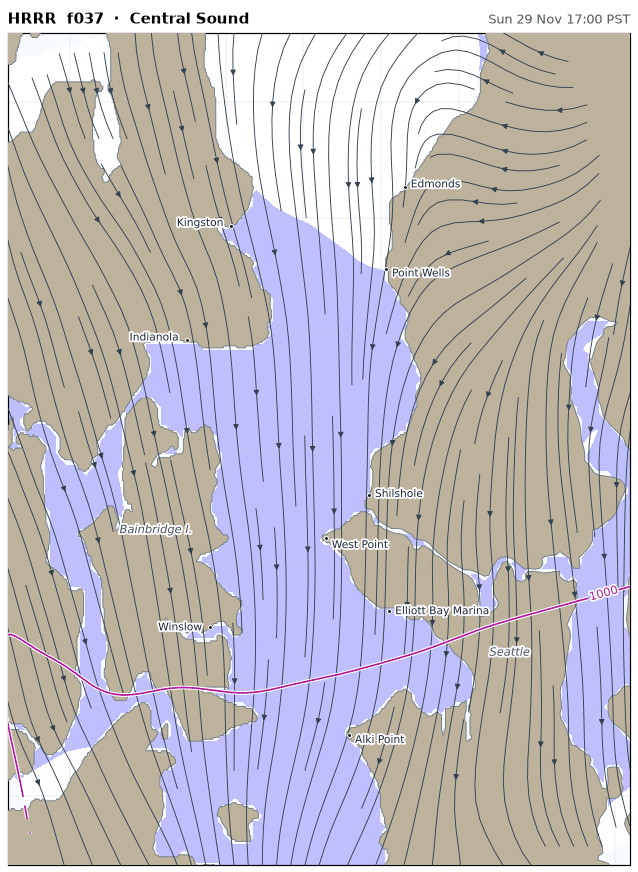 HRRR f037 · Central Sound
Sun 29 Nov 17:00 PST
Edmonds
Kingston
Point Wells
Indianola
Shilshole
Bainbridge I.
West Point
1000
Elliott Bay Marina
Winslow
Seattle
Alki Point